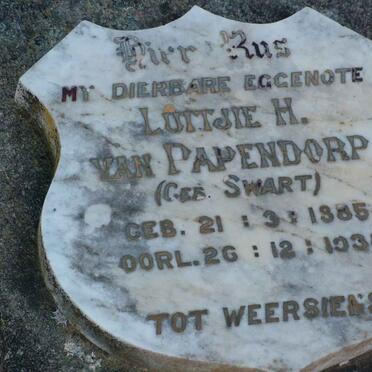 Hier Rus
MY DIERBARE EGGENOTE
LUTTJIE H.
VAN PAPENDORP
(GEB. SWART)
GEB. 21 : 3 : 1885
OORL. 26 : 12 : 193
TOT WEERSIENS